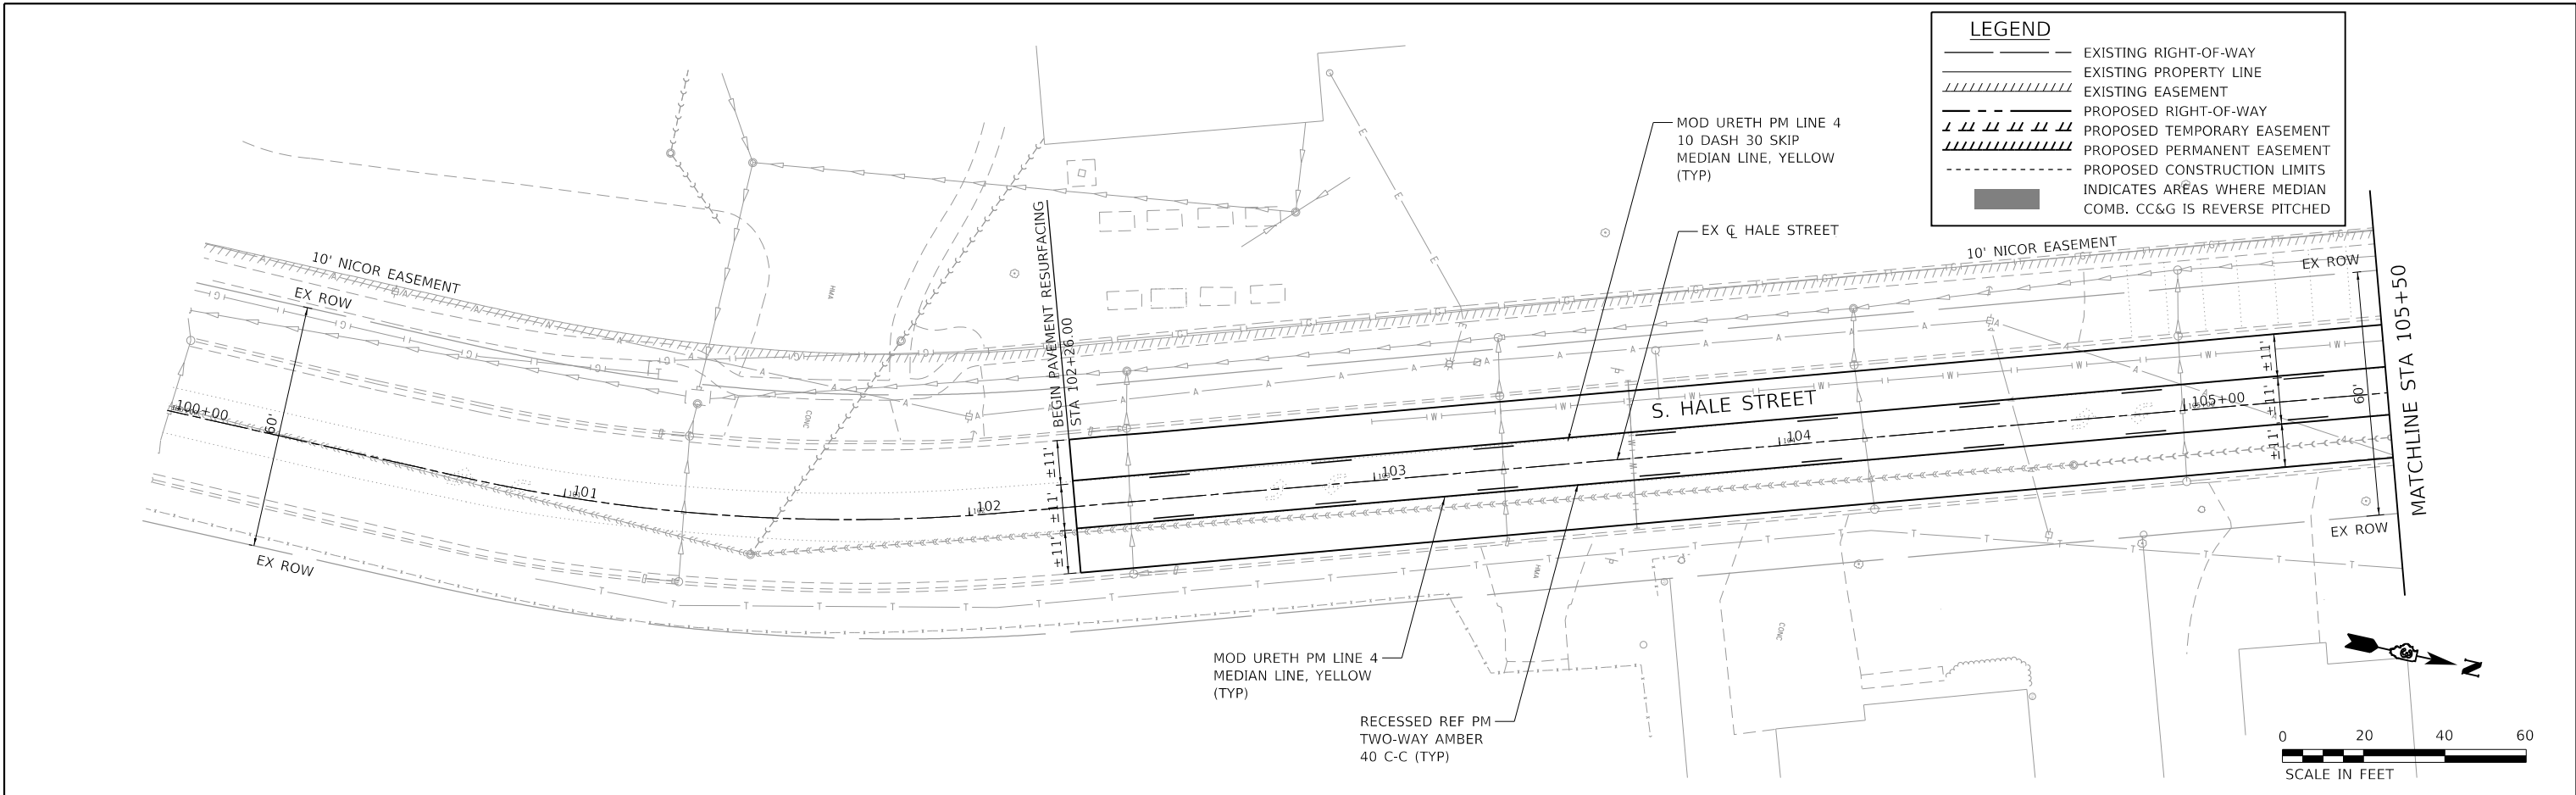 LEGEND
EXISTING RIGHT-OF-WAY
EXISTING PROPERTY LINE
EXISTING EASEMENT
PROPOSED RIGHT-OF-WAY
PROPOSED TEMPORARY EASEMENT
PROPOSED PERMANENT EASEMENT
PROPOSED CONSTRUCTION LIMITS
INDICATES AREAS WHERE MEDIAN
COMB. CC&G IS REVERSE PITCHED
MOD URETH PM LINE 4
10 DASH 30 SKIP
MEDIAN LINE, YELLOW
(TYP)
EX ℄ HALE STREET
10' NICOR EASEMENT
EX ROW
10' NICOR EASEMENT
EX ROW
60'
100+00
EX ROW
HMA
CONC
101
102
BEGIN PAVEMENT RESURFACING
STA 102+26.00
±11'
±11'
±11'
103
S. HALE STREET
104
105+00
±11'
±11'
±11'
60'
EX ROW
MATCHLINE STA 105+50
HMA
CONC
MOD URETH PM LINE 4
MEDIAN LINE, YELLOW
(TYP)
RECESSED REF PM
TWO-WAY AMBER
40 C-C (TYP)
N
0 20 40 60
SCALE IN FEET